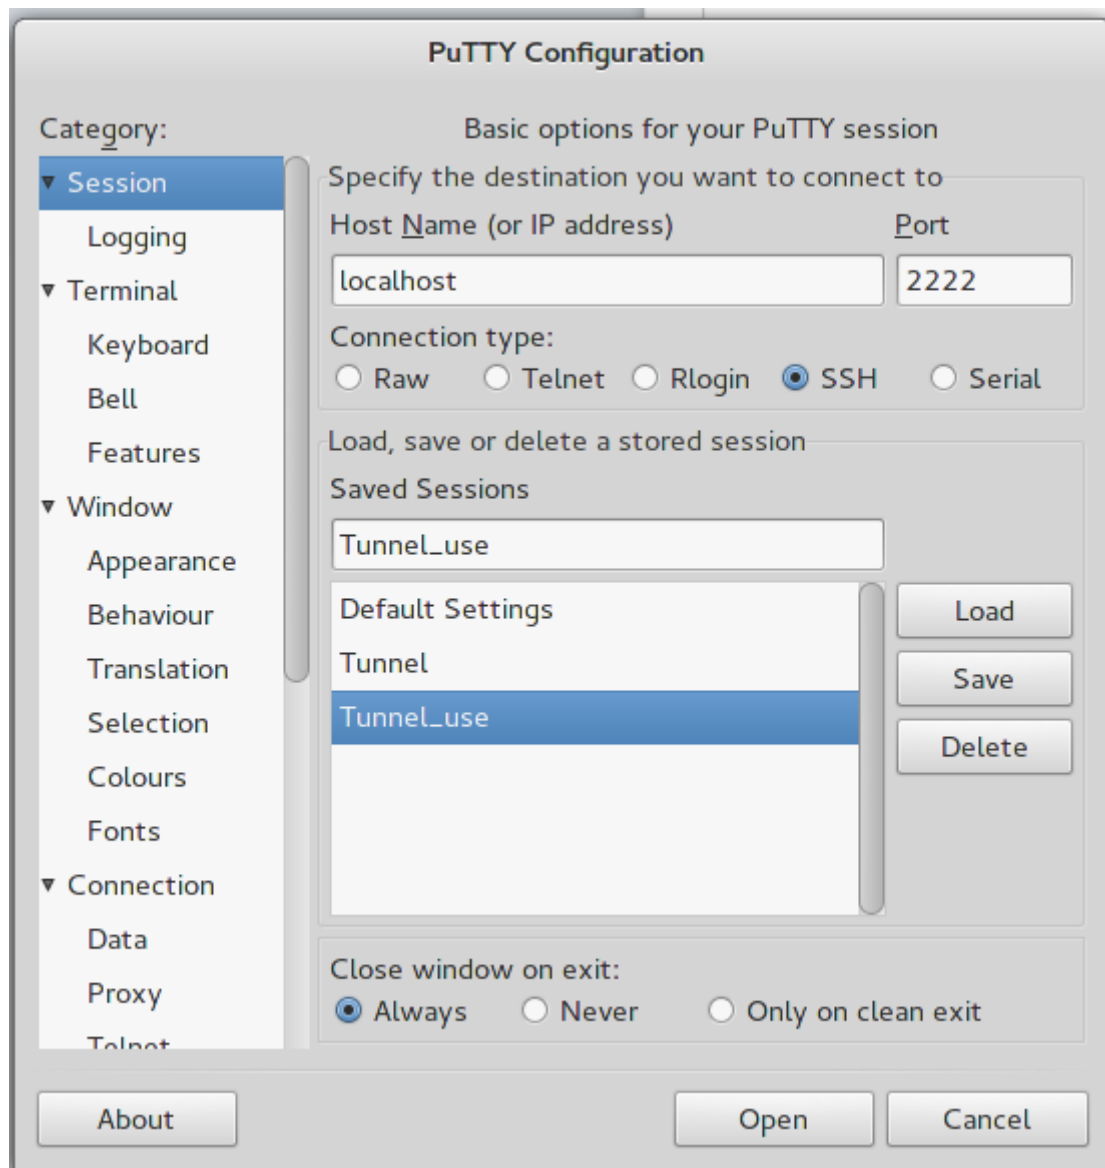 PuTTY Configuration
Category:
Session
Logging
Terminal
Keyboard
Bell
Features
Window
Appearance
Behaviour
Translation
Selection
Colours
Fonts
Connection
Data
Proxy
Telnet
Basic options for your PuTTY session
Specify the destination you want to connect to
Host Name (or IP address) Port
localhost 2222
Connection type:
Raw Telnet Rlogin SSH Serial
Load, save or delete a stored session
Saved Sessions
Tunnel_use
Default Settings
Tunnel
Tunnel_use
Load
Save
Delete
Close window on exit:
Always Never Only on clean exit
About Open Cancel